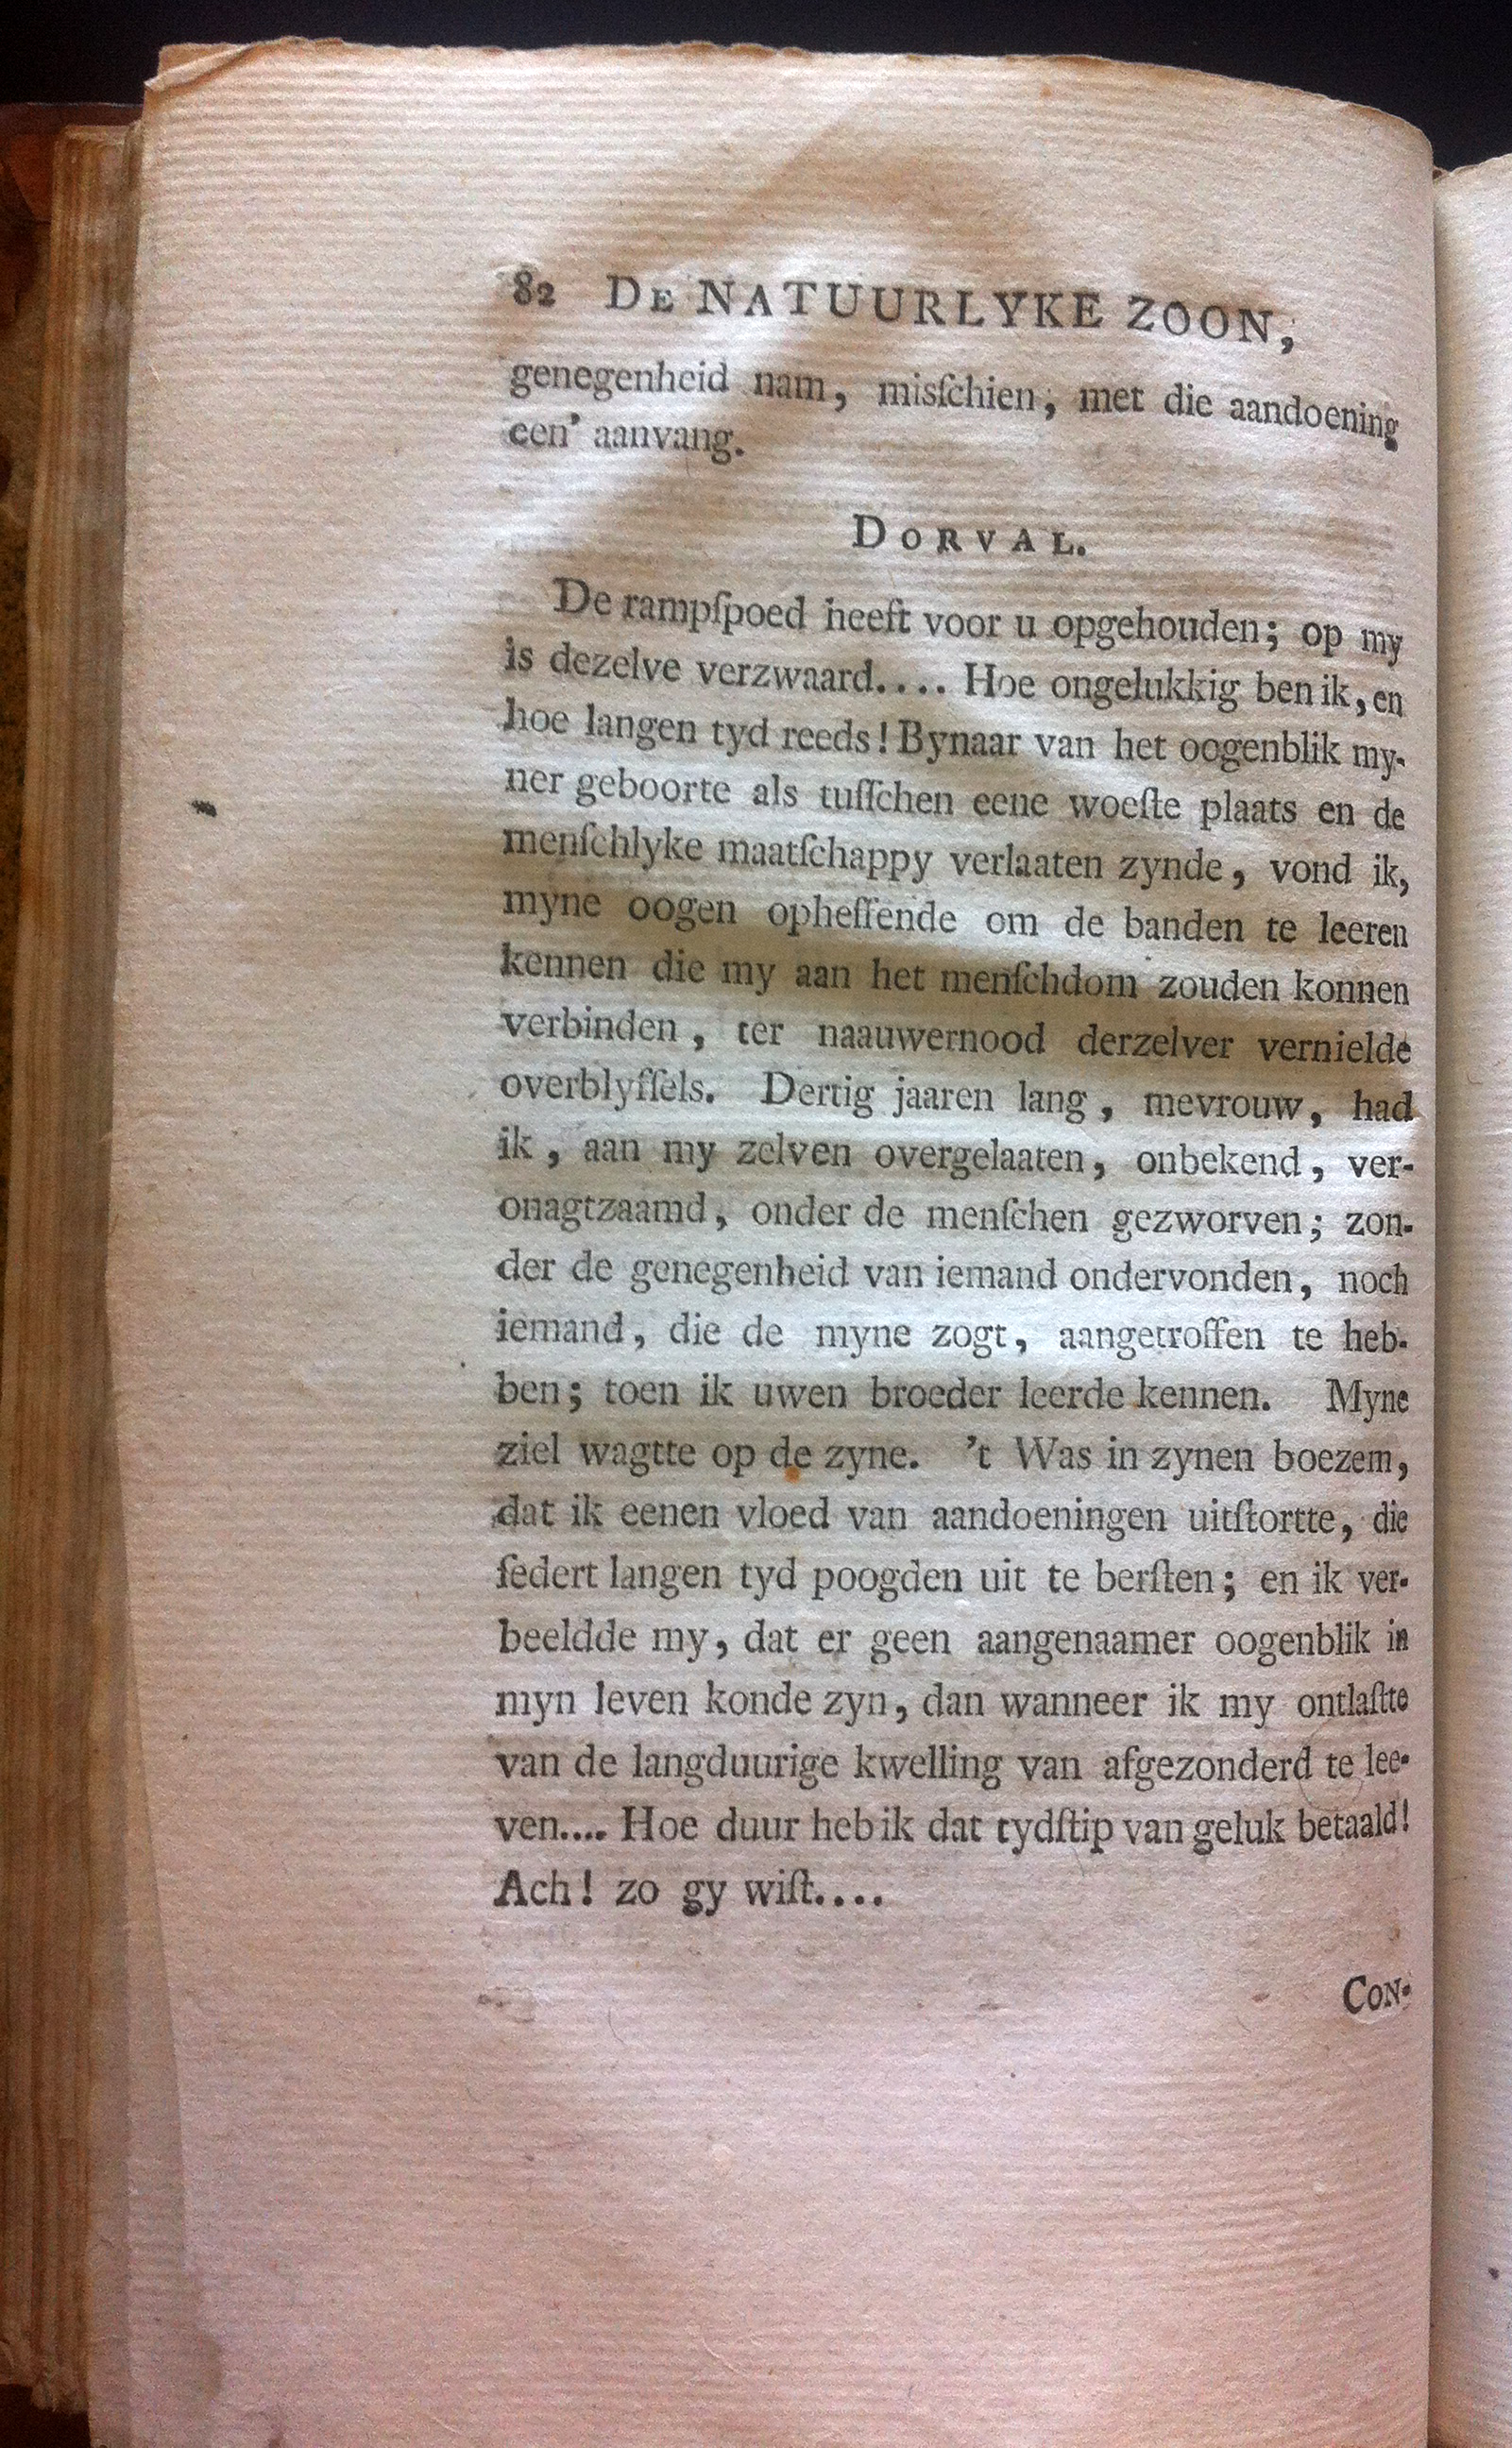 82 DE NATUURLYKE ZOON,
genegenheid nam, misſchien, met die aandoening
een' aanvang.
DORVAL.
De rampſpoed heeft voor u opgehouden; op my
is dezelve verzwaard.... Hoe ongelukkig ben ik, en
hoe langen tyd reeds! Bynaar van het oogenblik my-
ner geboorte als tuſſchen eene woeſte plaats en de
menſchlyke maatſchappy verlaaten zynde, vond ik,
myne oogen opheffende om de banden te leeren
kennen die my aan het menſchdom zouden konnen
verbinden, ter naauwernood derzelver vernielde
overblyfſels. Dertig jaaren lang, mevrouw, had
ik, aan my zelven overgelaaten, onbekend, ver-
onagtzaamd, onder de menſchen gezworven; zon-
der de genegenheid van iemand ondervonden, noch
iemand, die de myne zogt, aangetroffen te heb-
ben; toen ik uwen broeder leerde kennen. Myne
ziel wagtte op de zyne. 't Was in zynen boezem,
dat ik eenen vloed van aandoeningen uitſtortte, die
ſedert langen tyd poogden uit te berſten; en ik ver-
beeldde my, dat er geen aangenaamer oogenblik in
myn leven konde zyn, dan wanneer ik my ontlaſtte
van de langduurige kwelling van afgezonderd te lee-
ven.... Hoe duur heb ik dat tydſtip van geluk betaald!
Ach! zo gy wiſt....
CON-